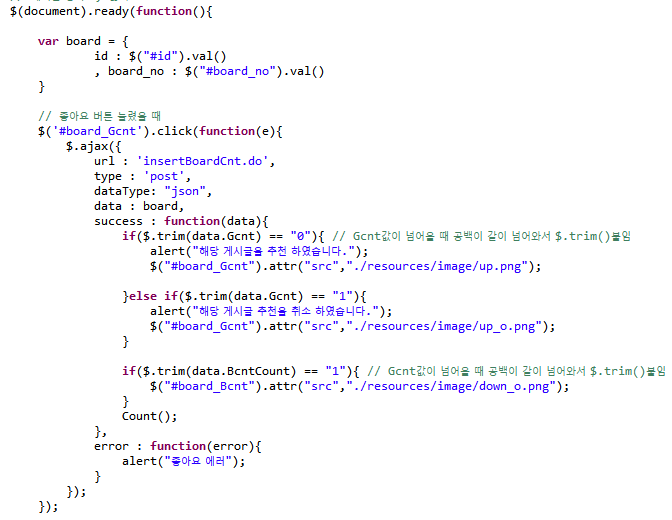 $(document).ready(function(){
var board = {
id : $("#id").val()
, board_no : $("#board_no").val()
}
// 좋아요 버튼 눌렸을 때
$('#board_Gcnt').click(function(e){
$.ajax({
url : 'insertBoardCnt.do',
type : 'post',
dataType: "json",
data : board,
success : function(data){
if($.trim(data.Gcnt) == "0"){ // Gcnt값이 넘어올 때 공백이 같이 넘어와서 $.trim()붙임
alert("해당 게시글을 추천 하였습니다.");
$("#board_Gcnt").attr("src","./resources/image/up.png");
}else if($.trim(data.Gcnt) == "1"){
alert("해당 게시글 추천을 취소 하였습니다.");
$("#board_Gcnt").attr("src","./resources/image/up_o.png");
}
if($.trim(data.BcntCount) == "1"){ // Gcnt값이 넘어올 때 공백이 같이 넘어와서 $.trim()붙임
$("#board_Bcnt").attr("src","./resources/image/down_o.png");
}
Count();
},
error : function(error){
alert("좋아요 에러");
}
});
});